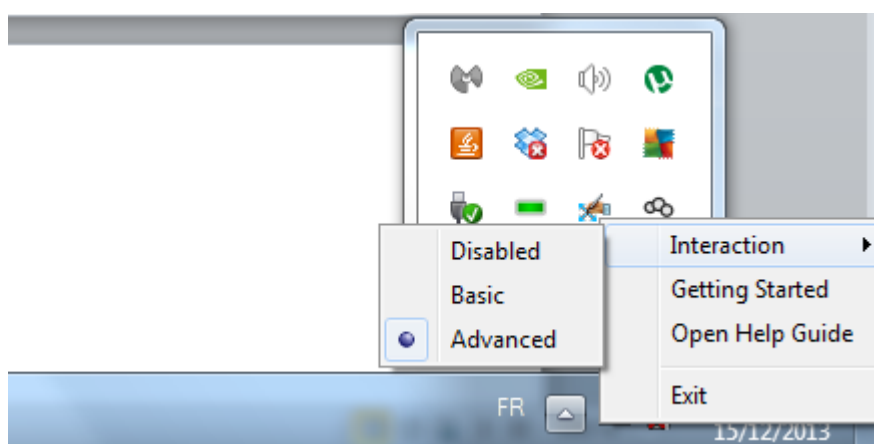 Disabled
Basic
Advanced
Interaction
Getting Started
Open Help Guide
Exit
FR
15/12/2013